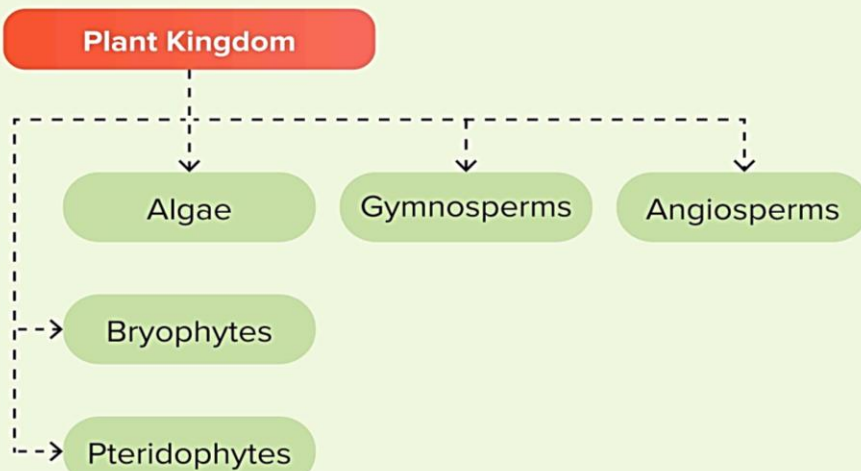 Plant Kingdom
Algae
Gymnosperms
Angiosperms
Bryophytes
Pteridophytes